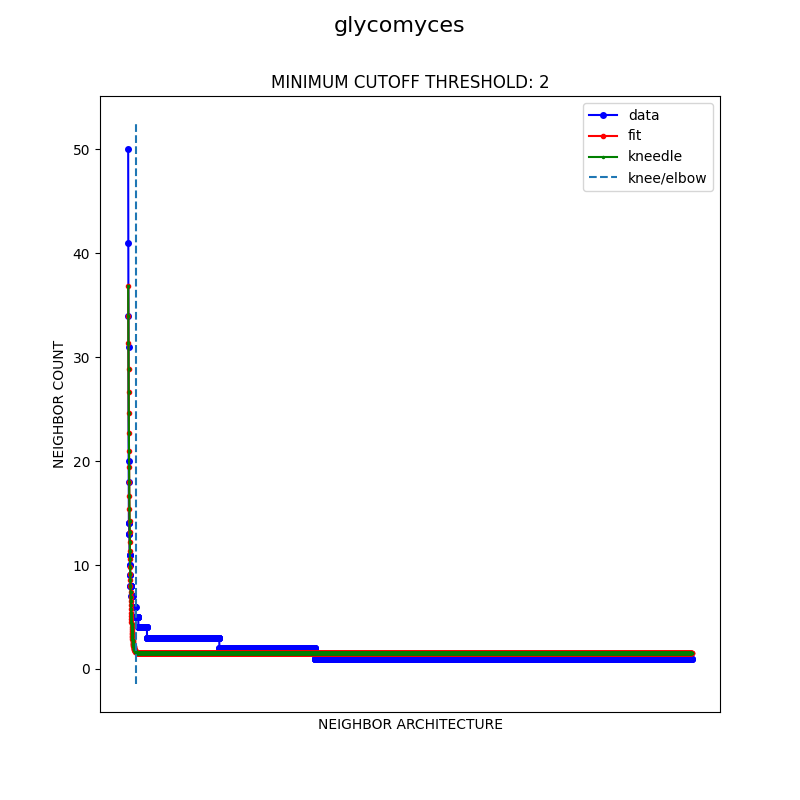 glycomyces
MINIMUM CUTOFF THRESHOLD: 2
data
fit
kneedle
knee/elbow
50
40
30
20
10
0
NEIGHBOR COUNT
NEIGHBOR ARCHITECTURE